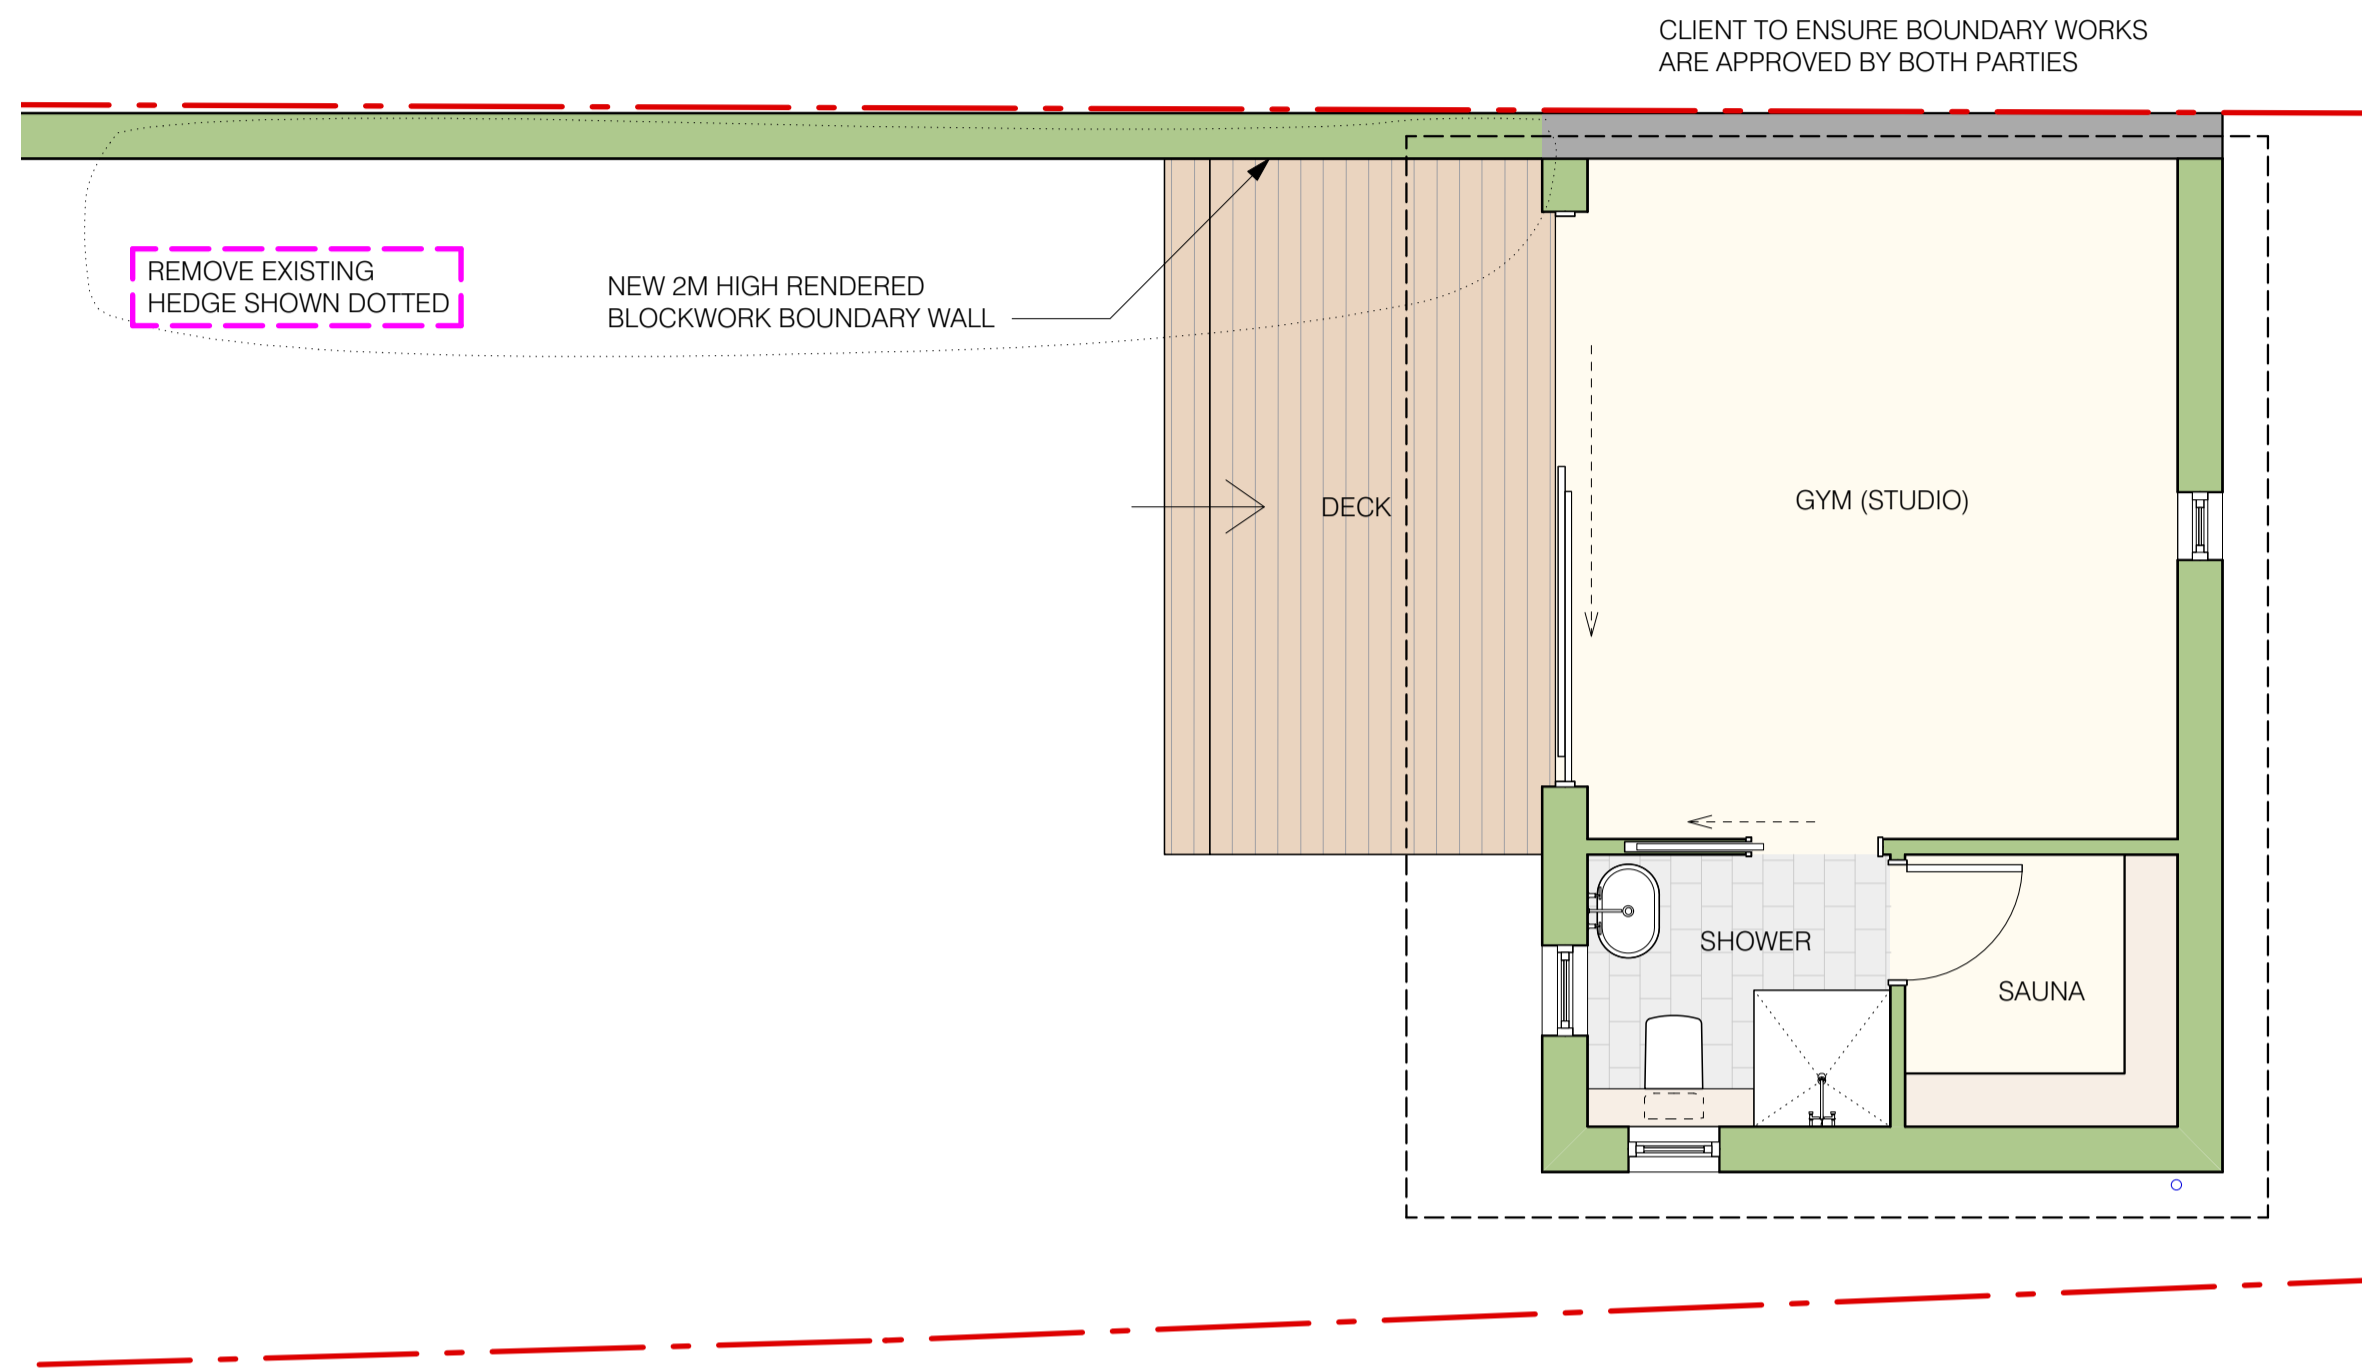 CLIENT TO ENSURE BOUNDARY WORKS
ARE APPROVED BY BOTH PARTIES
REMOVE EXISTING
HEDGE SHOWN DOTTED
NEW 2M HIGH RENDERED
BLOCKWORK BOUNDARY WALL
DECK
GYM (STUDIO)
SHOWER
SAUNA